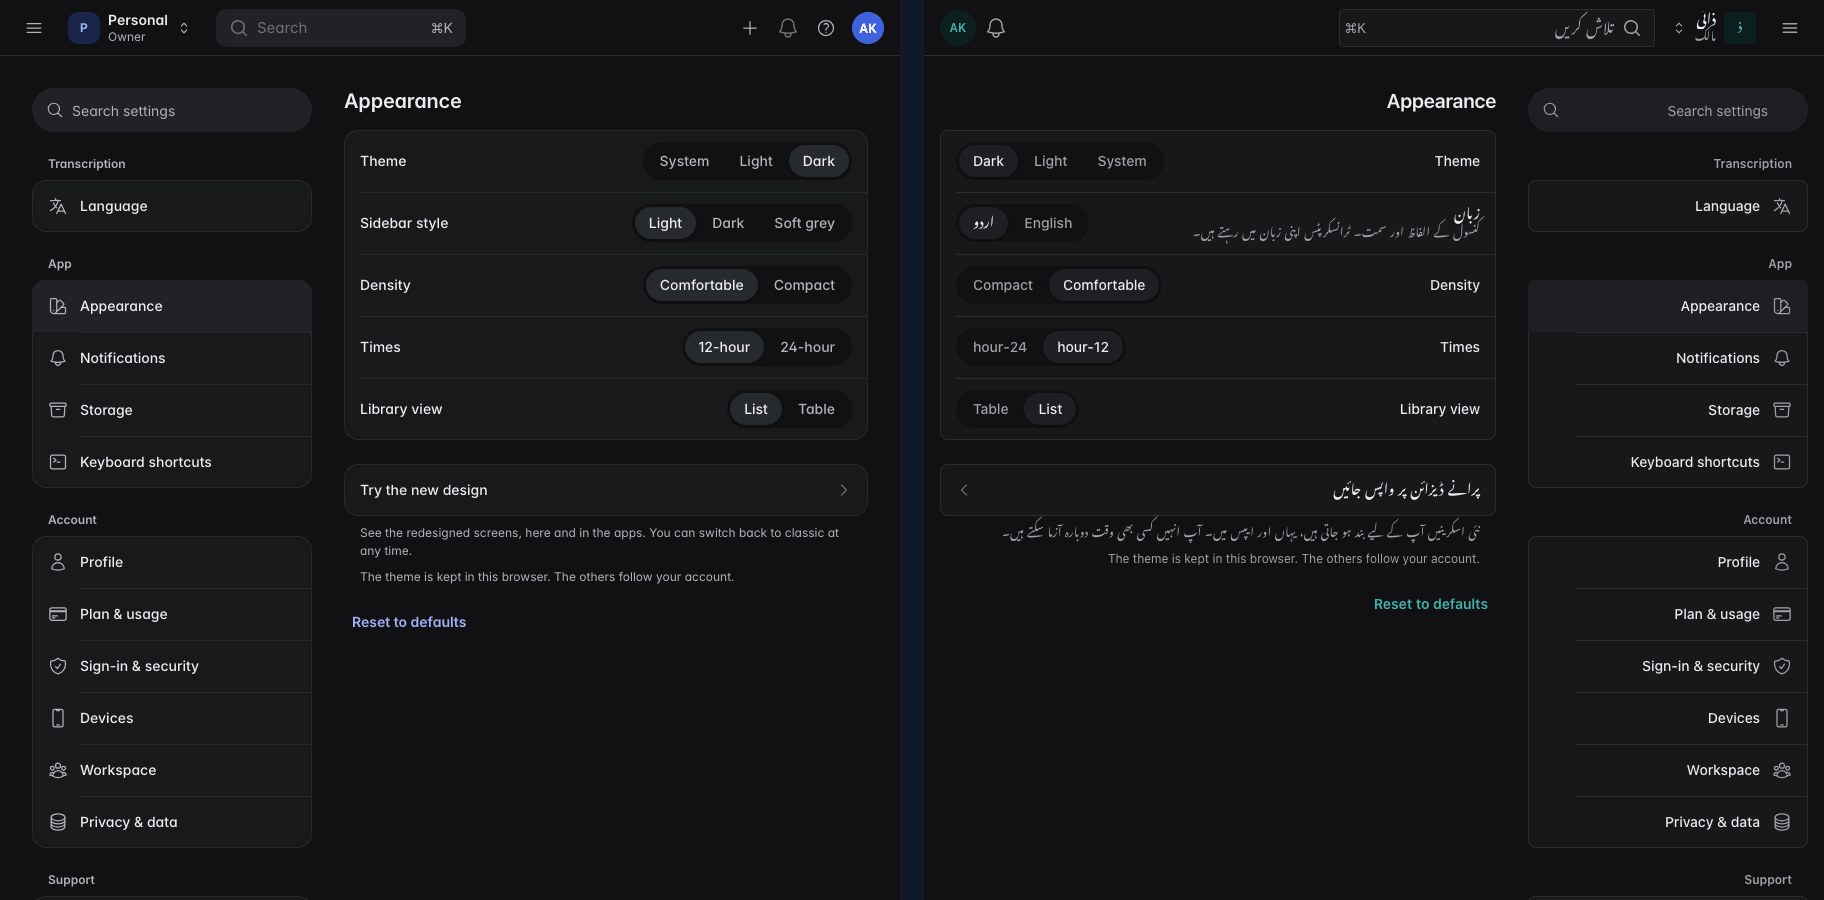 Personal
Owner
P
Search
⌘K
AK
Search settings
Transcription
Language
App
Appearance
Notifications
Storage
Keyboard shortcuts
Account
Profile
Plan & usage
Sign-in & security
Devices
Workspace
Privacy & data
Support
Appearance
Theme
System Light Dark
Sidebar style
Light Dark Soft grey
Density
Comfortable Compact
Times
12-hour 24-hour
Library view
List Table
Try the new design
See the redesigned screens, here and in the apps. You can switch back to classic at
any time.
The theme is kept in this browser. The others follow your account.
Reset to defaults
ذ
ذاتی
مالک
تلاش کریں
⌘K
AK
Search settings
Transcription
Language
App
Appearance
Notifications
Storage
Keyboard shortcuts
Account
Profile
Plan & usage
Sign-in & security
Devices
Workspace
Privacy & data
Support
Appearance
Theme
Dark Light System
زبان
کنسول کے الفاظ اور سمت۔ ٹرانسکرپٹس اپنی زبان میں رہتے ہیں۔
اردو English
Density
Compact Comfortable
Times
hour-24 hour-12
Library view
Table List
پرانے ڈیزائن پر واپس جائیں
نئی اسکرینیں آپ کے لیے بند ہو جاتی ہیں، یہاں اور ایپس میں۔ آپ انہیں کسی بھی وقت دوبارہ آزما سکتے ہیں۔
The theme is kept in this browser. The others follow your account.
Reset to defaults